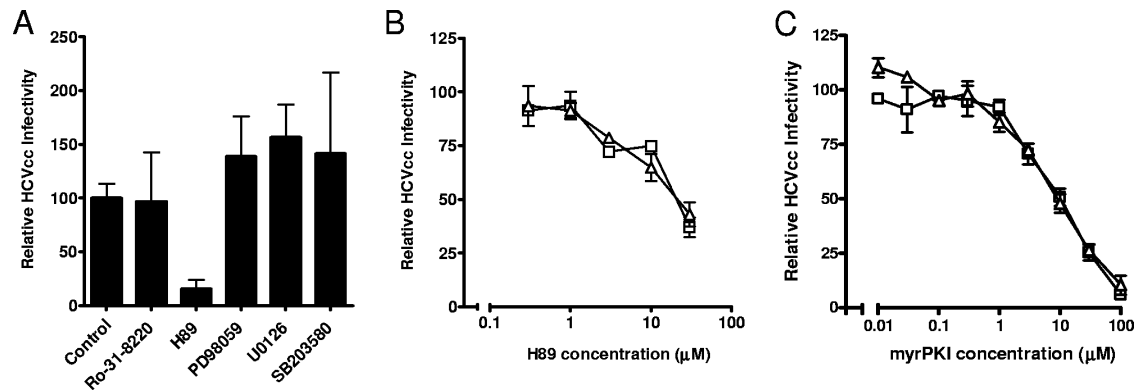 A
Relative HCVcc Infectivity
250
200
150
100
50
0
Control
Ro-31-8220
H89
PD98059
U0126
SB203580
B
Relative HCVcc Infectivity
125
100
75
50
25
0
0.1 1 10 100
H89 concentration (μM)
C
Relative HCVcc Infectivity
125
100
75
50
25
0
0.01 0.1 1 10 100
myrPKI concentration (μM)